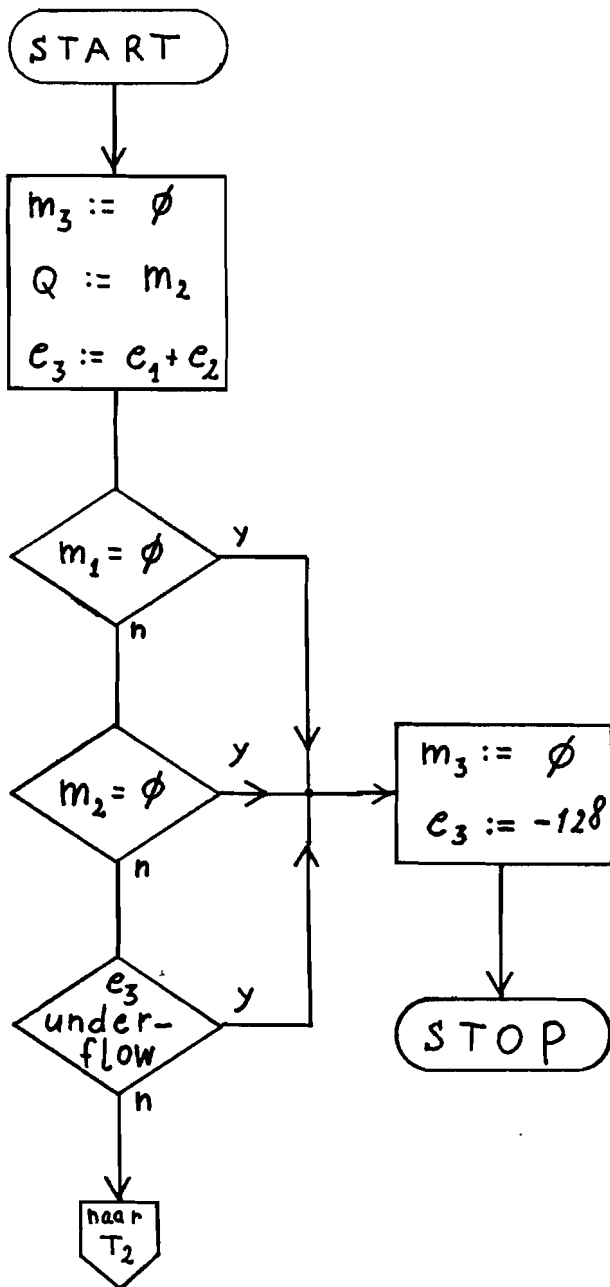 START
m₃ := ϕ
Q := m₂
e₃ := e₁ + e₂
m₁ = ϕ
y
n
m₂ = ϕ
y
n
e₃
under-
flow
y
n
naar
T₂
m₃ := ϕ
e₃ := -128
STOP